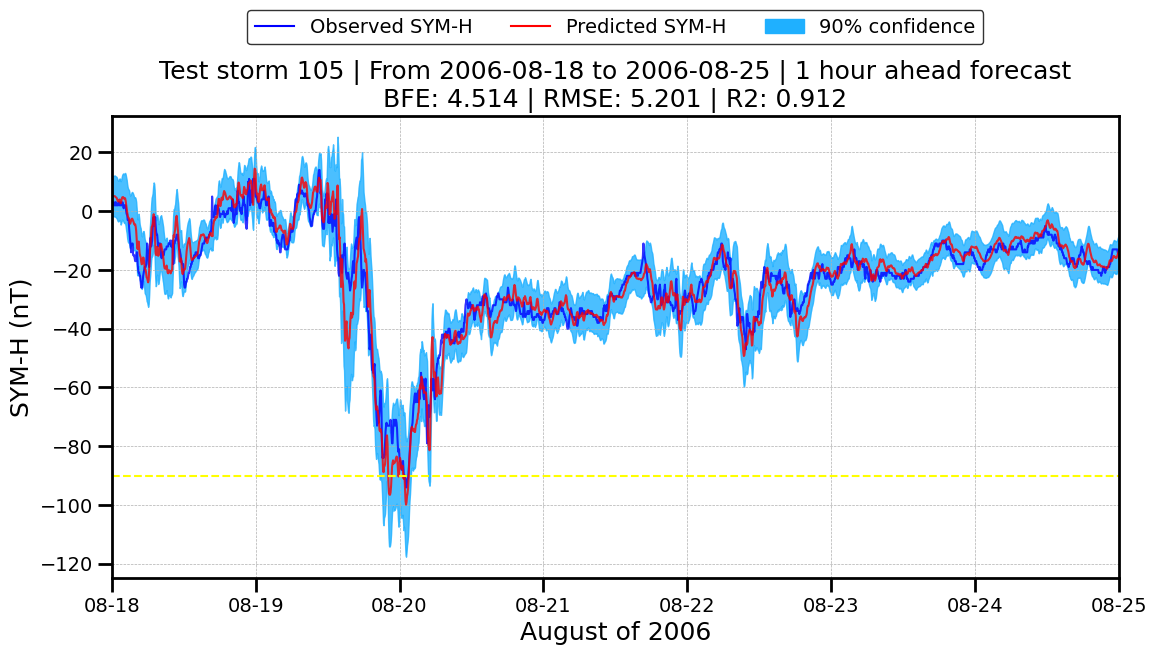 Observed SYM-H Predicted SYM-H 90% confidence
Test storm 105 | From 2006-08-18 to 2006-08-25 | 1 hour ahead forecast
BFE: 4.514 | RMSE: 5.201 | R2: 0.912
SYM-H (nT)
20
0
−20
−40
−60
−80
−100
−120
08-18 08-19 08-20 08-21 08-22 08-23 08-24 08-25
August of 2006